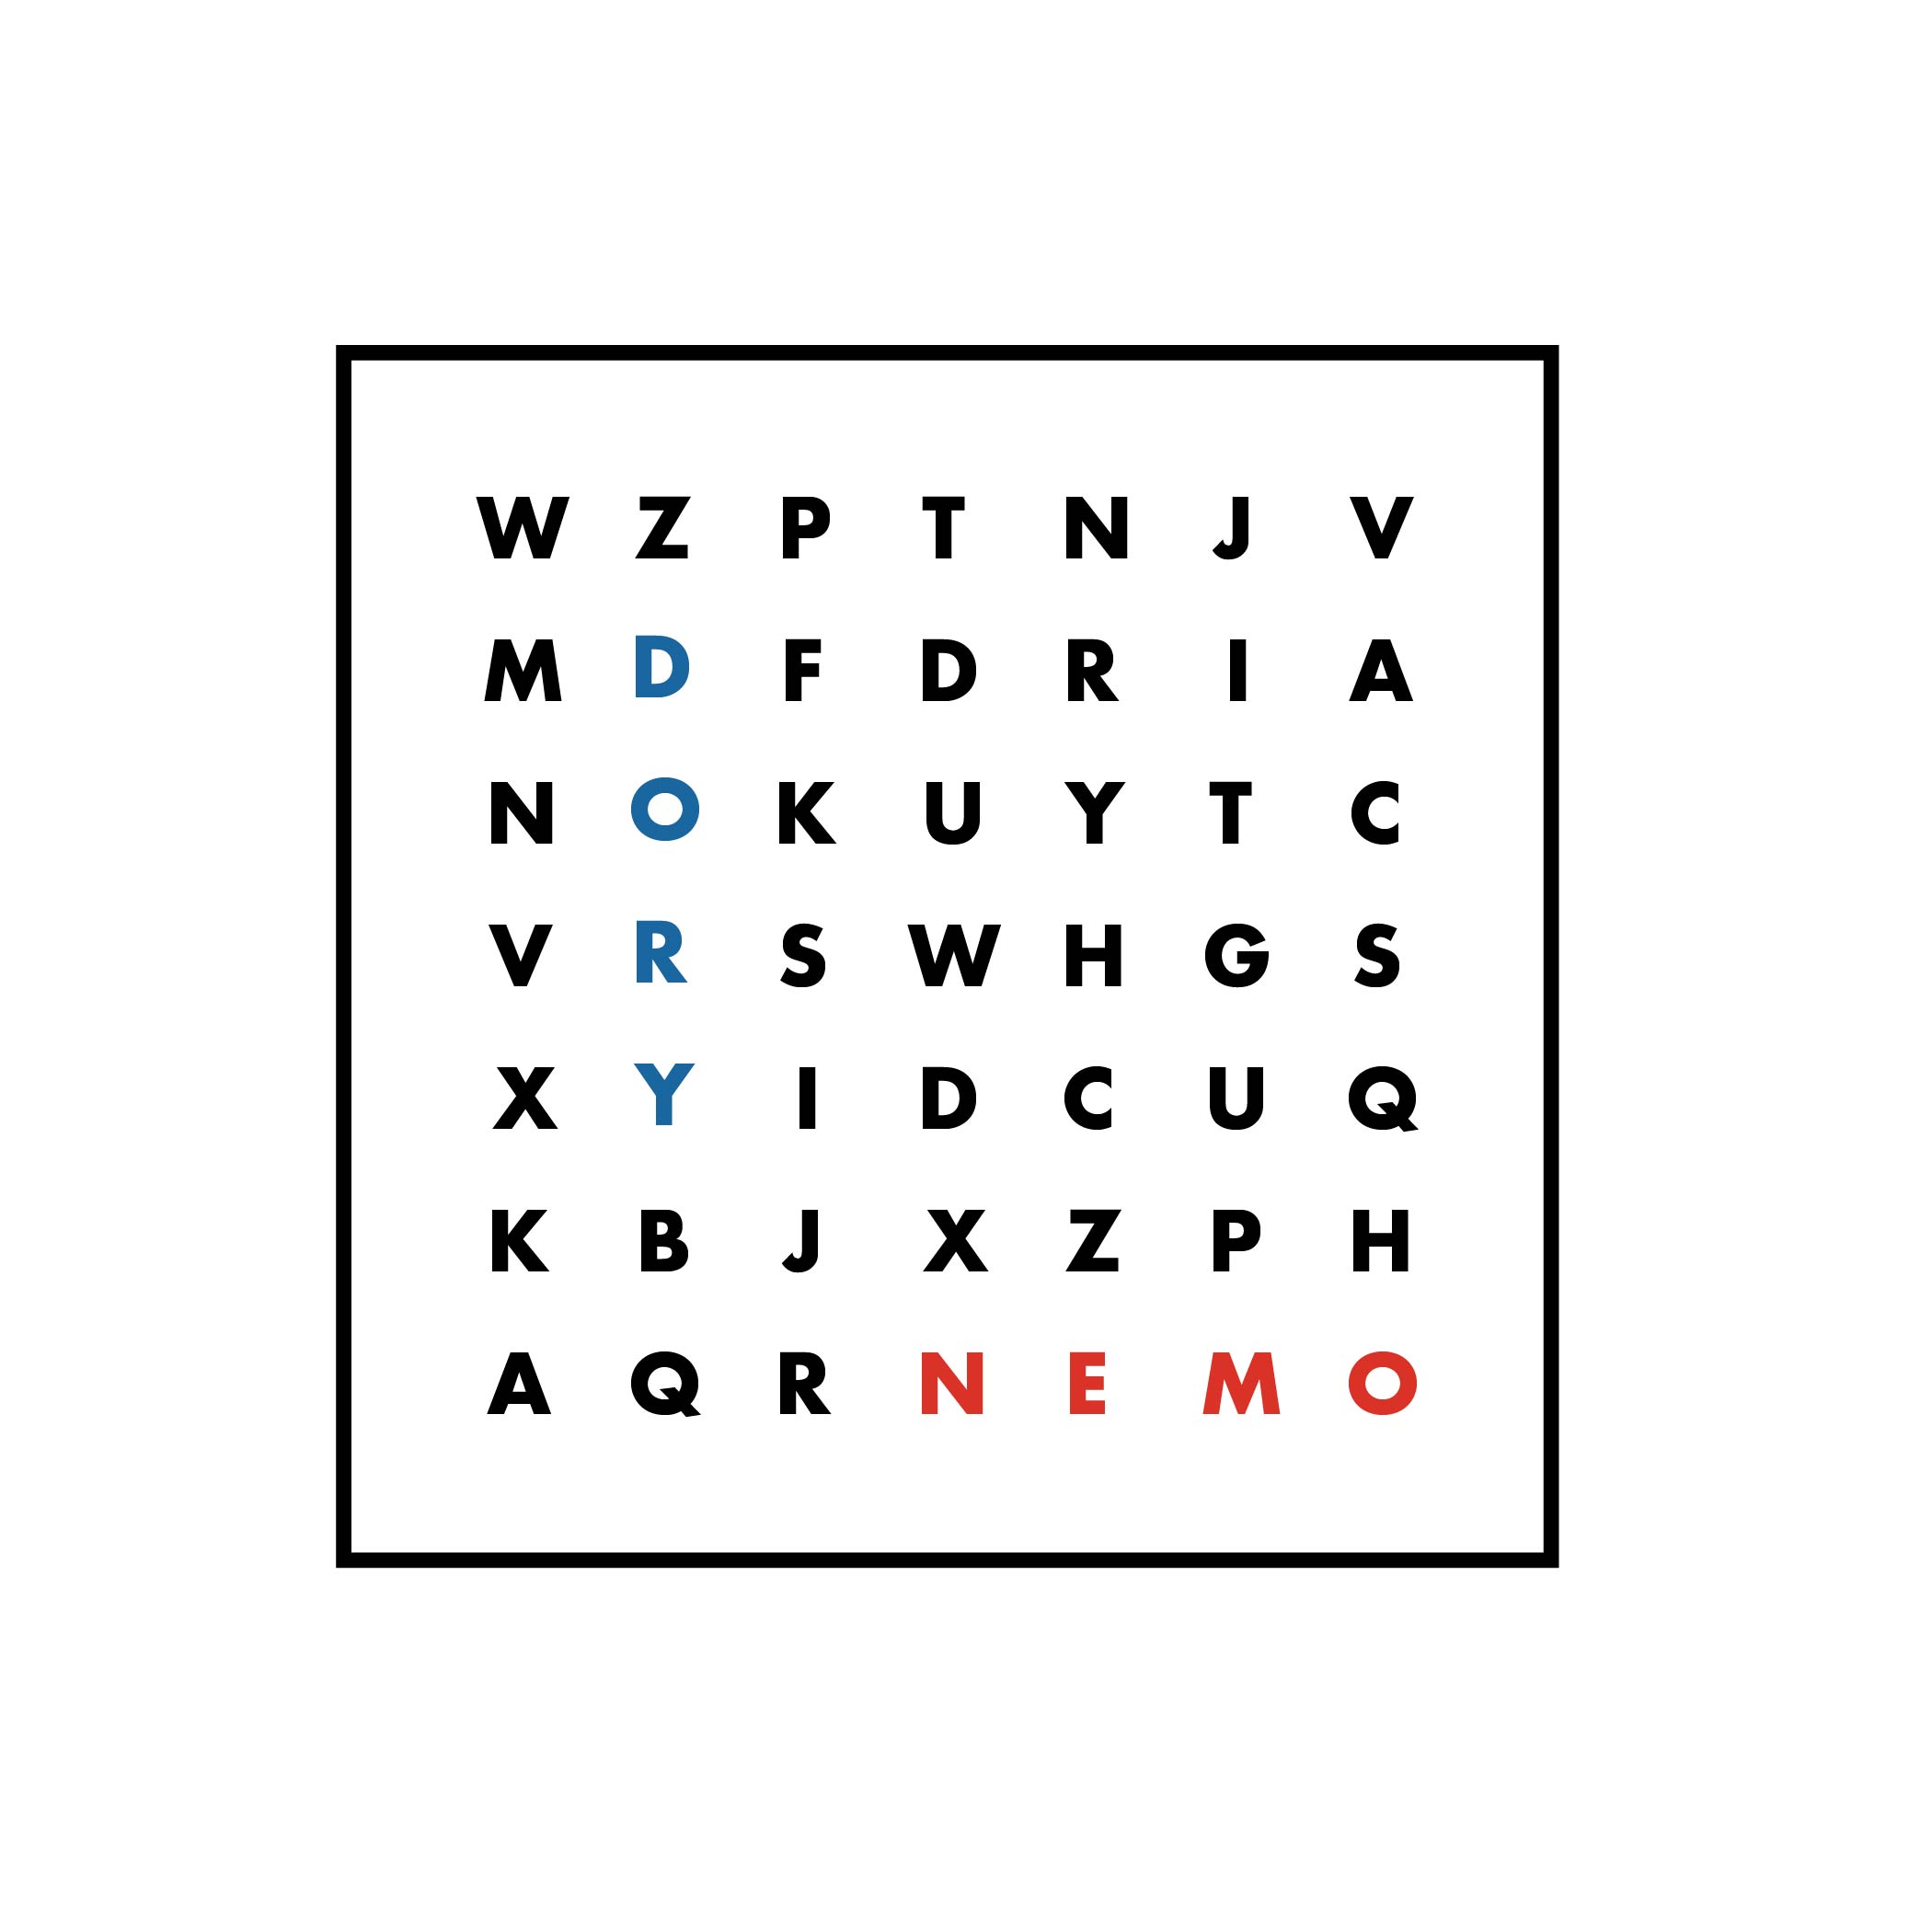 W Z P T N J V
M D F D R I A
N O K U Y T C
V R S W H G S
X Y I D C U Q
K B J X Z P H
A Q R N E M O